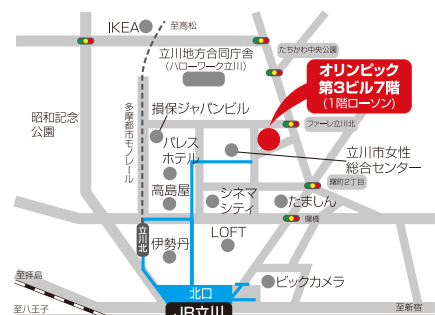 IKEA
至高松
立川地方合同庁舎
(ハローワーク立川)
たちかわ中央公園
オリンピック
第3ビル7階
(1階ローソン)
昭和記念
公園
多摩都市モノレール
損保ジャパンビル
ファーレ立川北
パレス
ホテル
立川市女性
総合センター
曙町2丁目
高島屋
シネマ
シティ
たましん
曙橋
立川北
伊勢丹
LOFT
至拝島
ビックカメラ
北口
至八王子
JR立川
至新宿